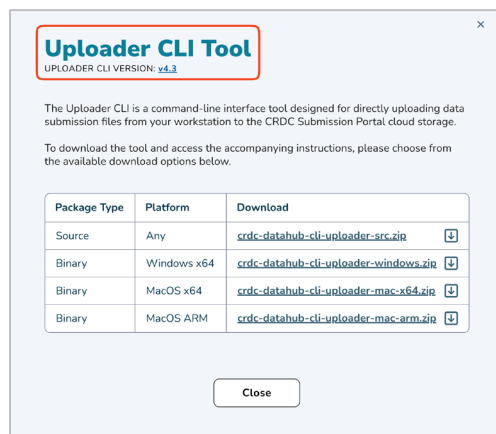 ×
Uploader CLI Tool
UPLOADER CLI VERSION: v4.3
The Uploader CLI is a command-line interface tool designed for directly uploading data
submission files from your workstation to the CRDC Submission Portal cloud storage.
To download the tool and access the accompanying instructions, please choose from
the available download options below.
Package Type Platform Download
Source Any crdc-datahub-cli-uploader-src.zip
Binary Windows x64 crdc-datahub-cli-uploader-windows.zip
Binary MacOS x64 crdc-datahub-cli-uploader-mac-x64.zip
Binary MacOS ARM crdc-datahub-cli-uploader-mac-arm.zip
Close